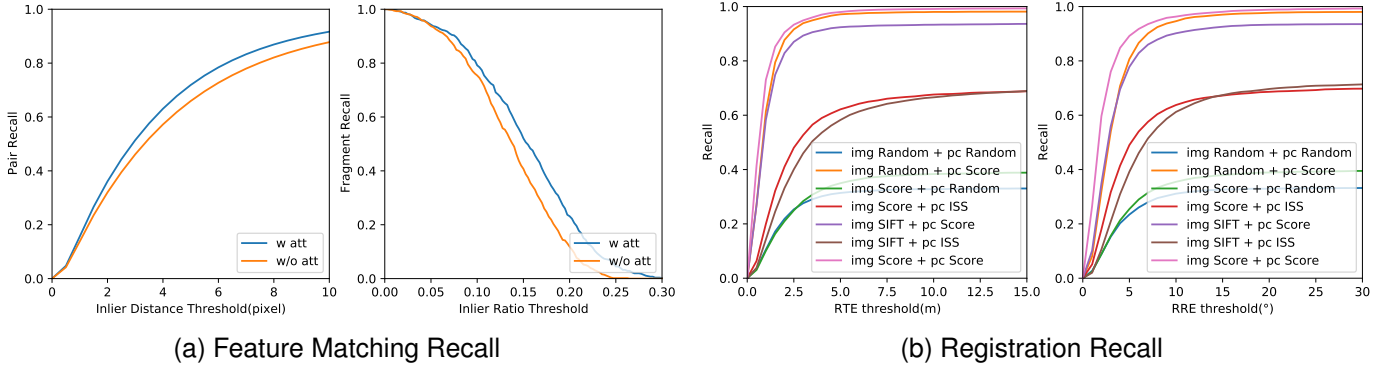 1.0
0.8
0.6
0.4
0.2
0.0
Pair Recall
0
2
4
6
8
10
Inlier Distance Threshold(pixel)
w att
w/o att
1.0
0.8
0.6
0.4
0.2
0.0
Fragment Recall
0.00
0.05
0.10
0.15
0.20
0.25
0.30
Inlier Ratio Threshold
w att
w/o att
(a) Feature Matching Recall
1.0
0.8
0.6
0.4
0.2
0.0
Recall
0.0
2.5
5.0
7.5
10.0
12.5
15.0
RTE threshold(m)
img Random + pc Random
img Random + pc Score
img Score + pc Random
img Score + pc ISS
img SIFT + pc Score
img SIFT + pc ISS
img Score + pc Score
1.0
0.8
0.6
0.4
0.2
0.0
Recall
0
5
10
15
20
25
30
RRE threshold(°)
img Random + pc Random
img Random + pc Score
img Score + pc Random
img Score + pc ISS
img SIFT + pc Score
img SIFT + pc ISS
img Score + pc Score
(b) Registration Recall